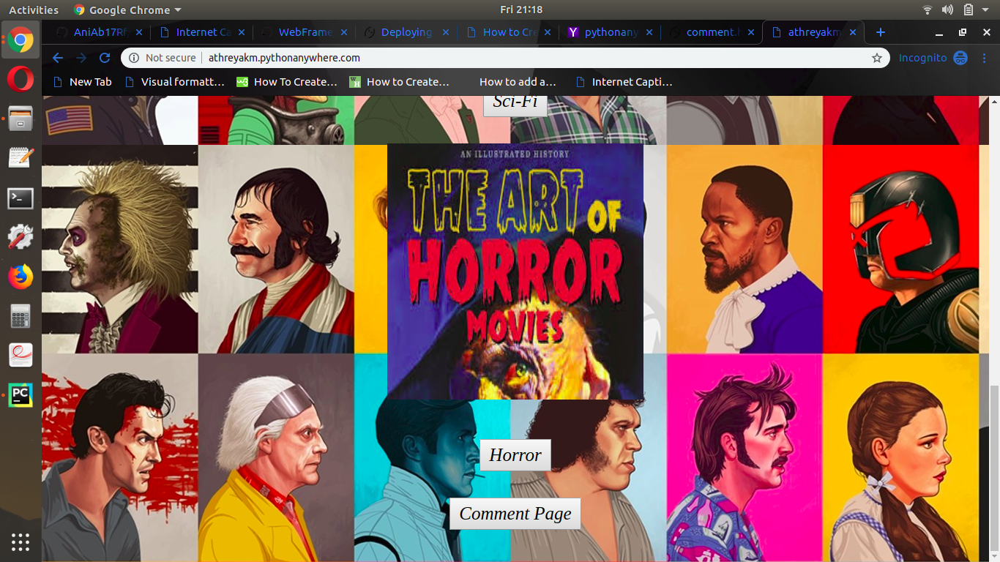 Activities
Google Chrome
Fri 21:18
AniAb17Rf
Internet Ca
WebFrame
Deploying
How to Cre
pythonany
comment.h
athreyakm
Not secure
athreyakm.pythonanywhere.com
Incognito
New Tab
Visual formatt…
How To Create…
How to Create…
How to add a…
Internet Capti…
Sci-Fi
AN ILLUSTRATED HISTORY
THE ART OF
HORROR
MOVIES
Horror
Comment Page
PC